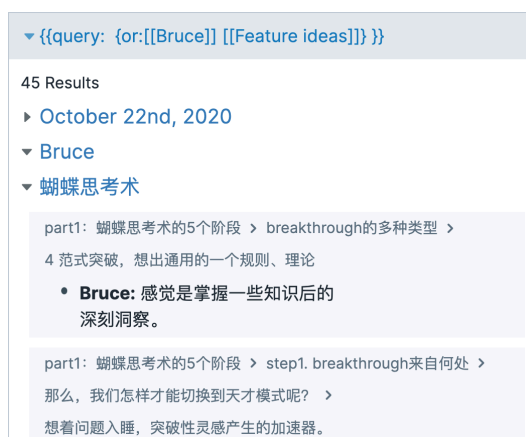 {{query: {or:[[Bruce]] [[Feature ideas]]} }}
45 Results
October 22nd, 2020
Bruce
蝴蝶思考术
part1：蝴蝶思考术的5个阶段 > breakthrough的多种类型 >
4 范式突破，想出通用的一个规则、理论
Bruce: 感觉是掌握一些知识后的
深刻洞察。
part1：蝴蝶思考术的5个阶段 > step1. breakthrough来自何处 >
那么，我们怎样才能切换到天才模式呢？ >
想着问题入睡，突破性灵感产生的加速器。